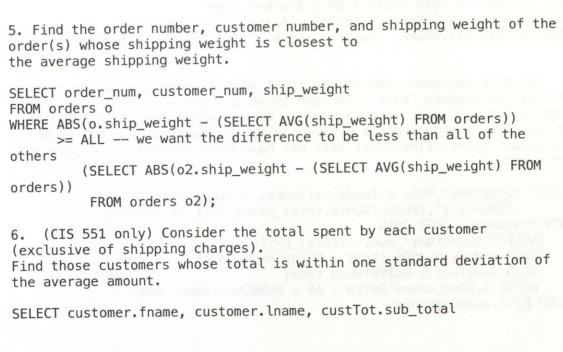 5. Find the order number, customer number, and shipping weight of the
order(s) whose shipping weight is closest to
the average shipping weight.
SELECT order_num, customer_num, ship_weight
FROM orders o
WHERE ABS(o.ship_weight - (SELECT AVG(ship_weight) FROM orders))
>= ALL -- we want the difference to be less than all of the
others
(SELECT ABS(o2.ship_weight - (SELECT AVG(ship_weight) FROM
orders))
FROM orders o2);
6. (CIS 551 only) Consider the total spent by each customer
(exclusive of shipping charges).
Find those customers whose total is within one standard deviation of
the average amount.
SELECT customer.fname, customer.lname, custTot.sub_total